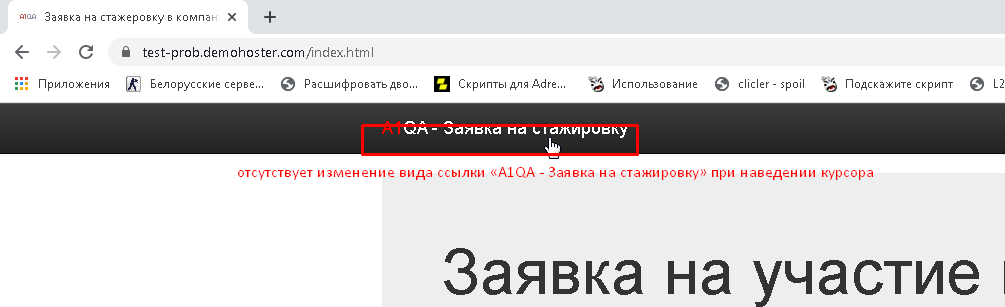 A1QA Заявка на стажеровку в компан
test-prob.demohoster.com/index.html
Приложения Белорусские серве... Расшифровать дво... Скрипты для Adre... Использование clicler - spoil Подскажите скрипт L2
A1QA - Заявка на стажировку
отсутствует изменение вида ссылки «A1QA - Заявка на стажировку» при наведении курсора
Заявка на участие